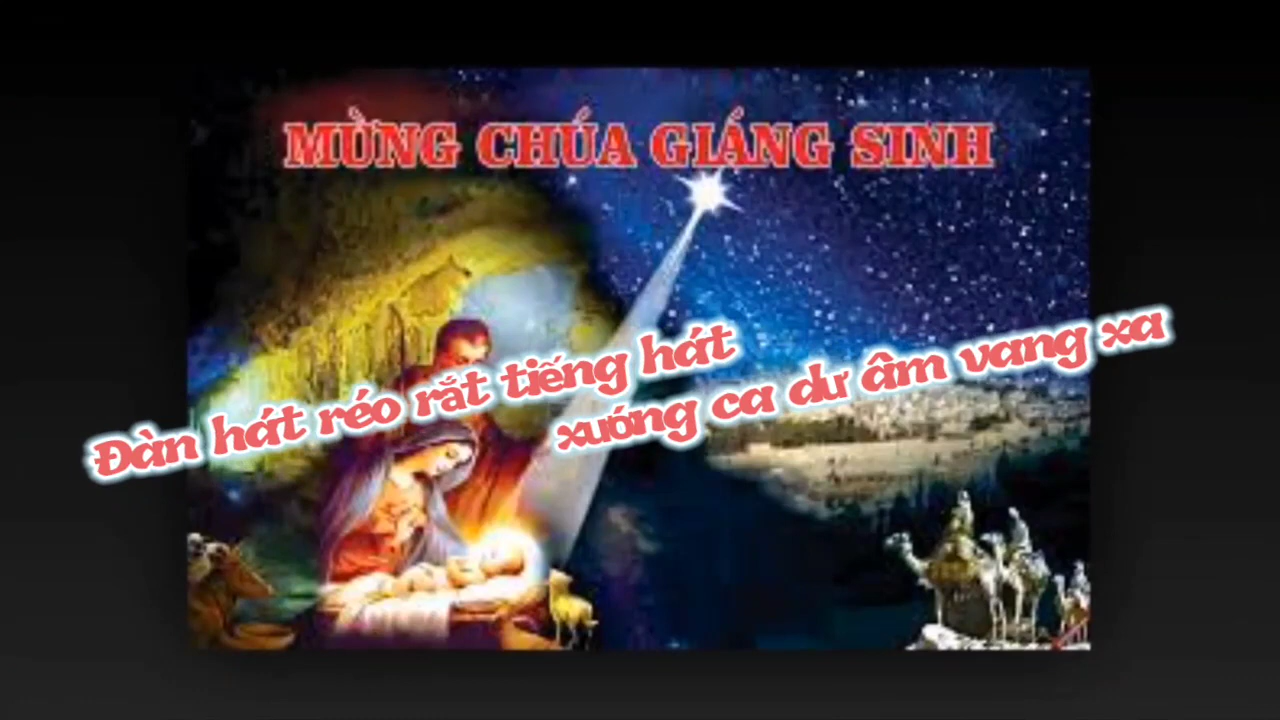 MỪNG CHÚA GIÁNG SINH
Đàn hát réo rắt tiếng hát
xướng ca dư âm vang xa